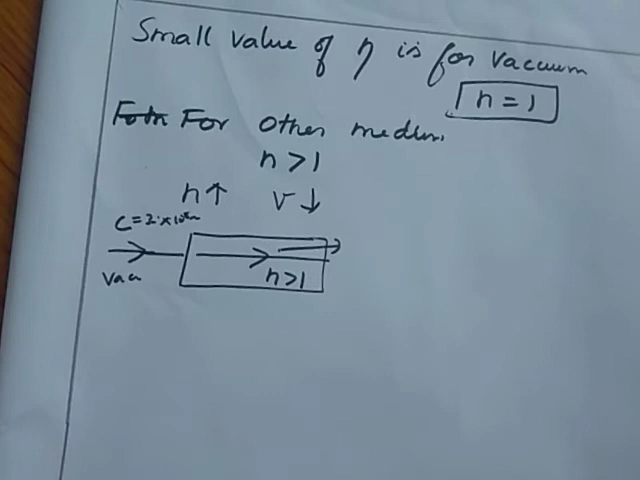 Small value of η is for vacuum
n = 1
For other medium
n > 1
n↑ v↓
Vac
n>1